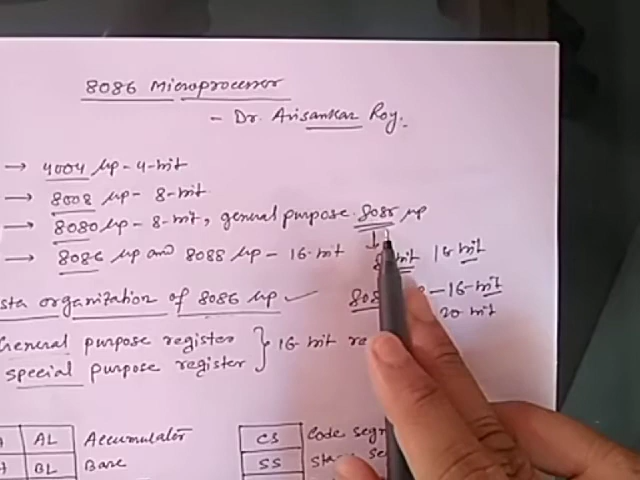 8086 Microprocessor
- Dr. Arisankar Roy.
→ 4004 μp - 4-bit
→ 8008 μp - 8-bit
→ 8080 μp - 8-bit, general purpose. 8085 μp
→ 8086 μp and 8088 μp - 16-bit 16-bit
organization of 8086 μp - 16-bit
General purpose register 20 bit
special purpose register } 16-bit
AL Accumulator CS Code
BL Base SS